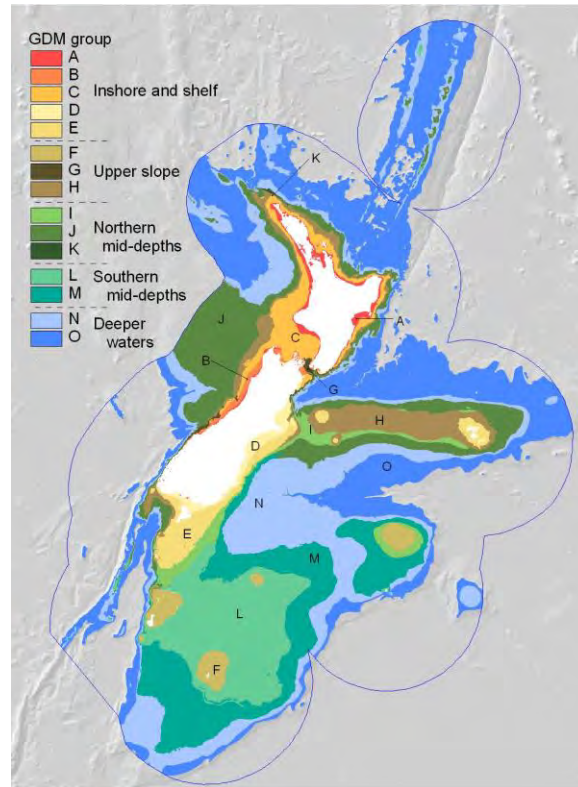 GDM group
A
B
C Inshore and shelf
D
E
F
G Upper slope
H
I
J Northern
K mid-depths
L Southern
M mid-depths
N Deeper
O waters
K
J
A
C
B
G
H
I
D
O
N
E
M
L
F